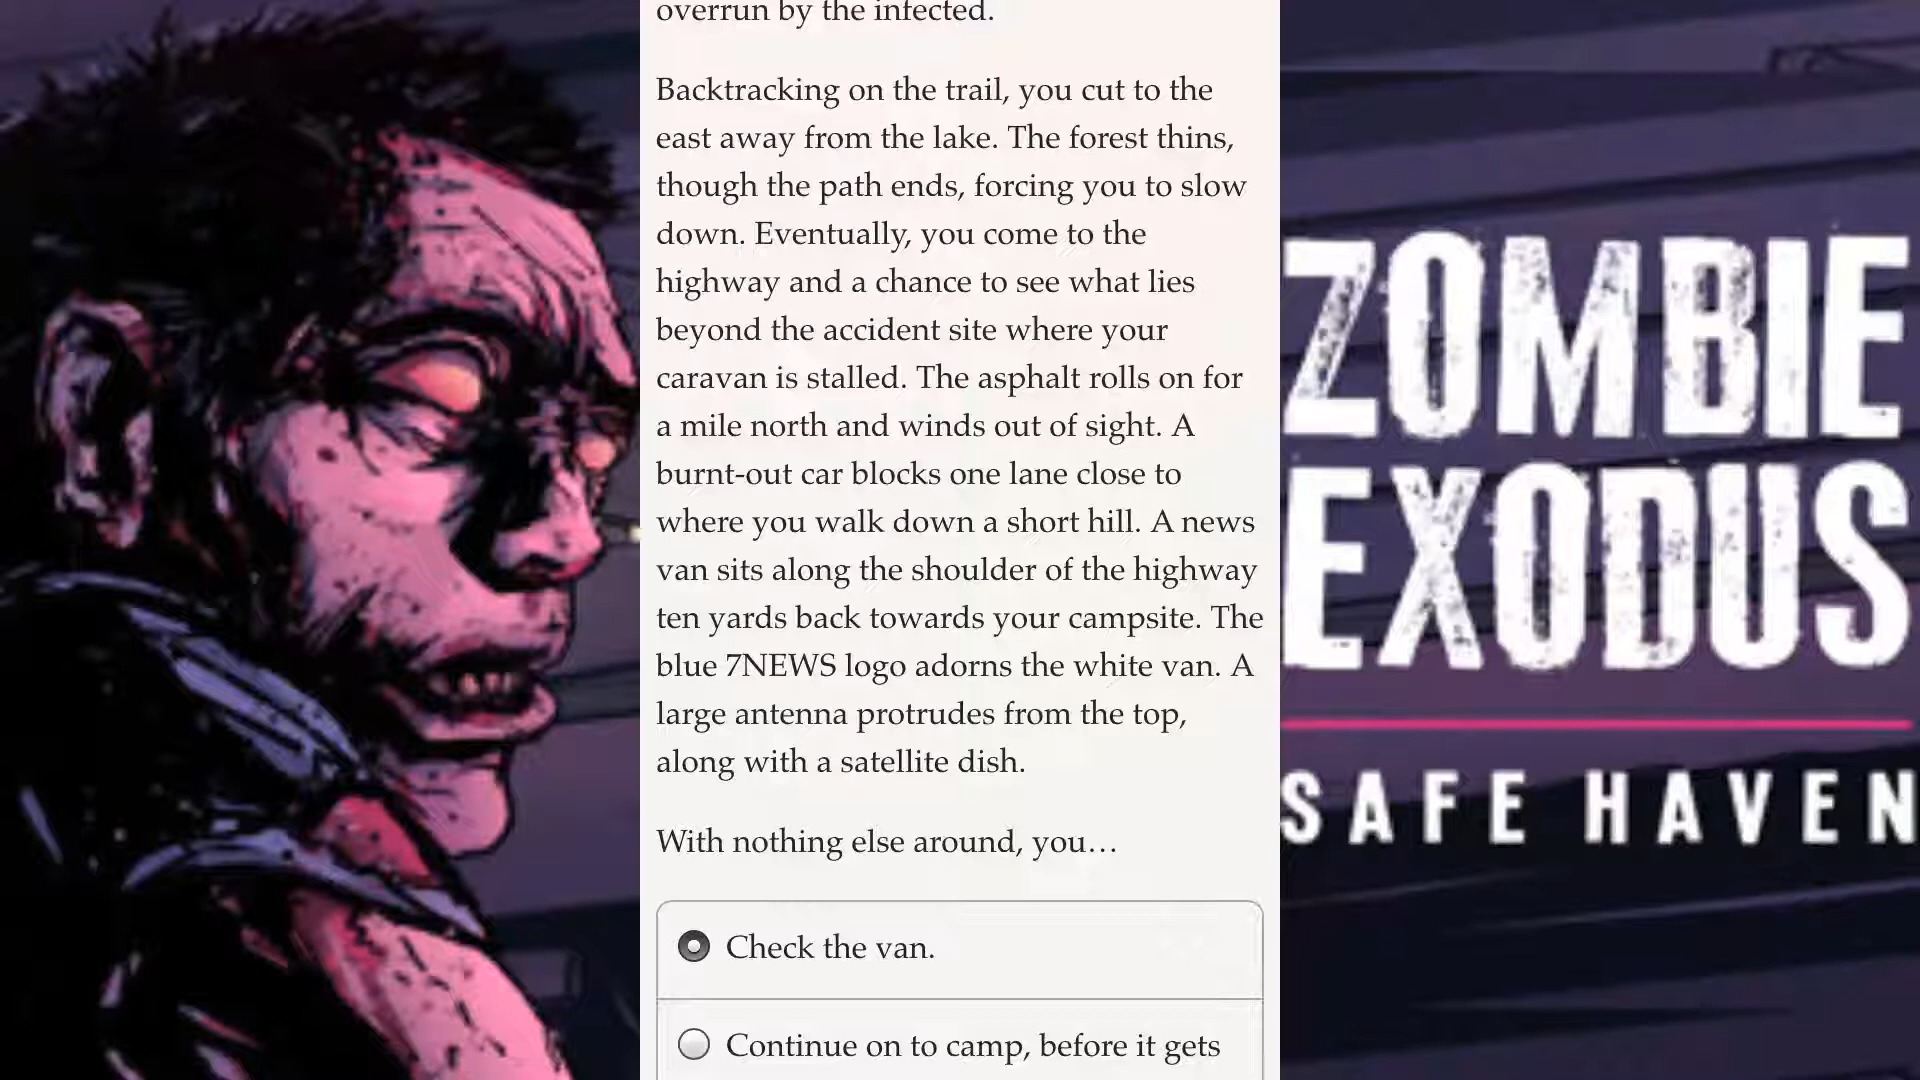 overrun by the infected.
Backtracking on the trail, you cut to the
east away from the lake. The forest thins,
though the path ends, forcing you to slow
down. Eventually, you come to the
highway and a chance to see what lies
beyond the accident site where your
caravan is stalled. The asphalt rolls on for
a mile north and winds out of sight. A
burnt-out car blocks one lane close to
where you walk down a short hill. A news
van sits along the shoulder of the highway
ten yards back towards your campsite. The
blue 7NEWS logo adorns the white van. A
large antenna protrudes from the top,
along with a satellite dish.
With nothing else around, you…
Check the van.
Continue on to camp, before it gets
ZOMBIE
EXODUS
SAFE HAVEN